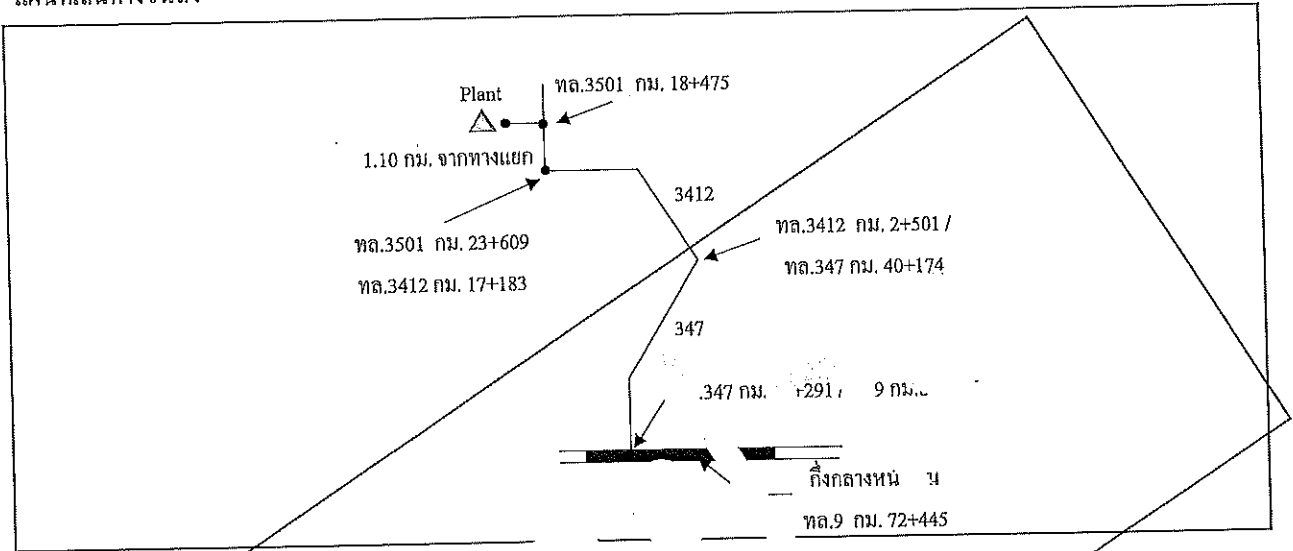 Plant
ทล.3501 กม. 18+475
1.10 กม. จากทางแยก
3412
ทล.3501 กม. 23+609
ทล.3412 กม. 17+183
ทล.3412 กม. 2+501 /
ทล.347 กม. 40+174
347
.347 กม. +291 / 9 กม.
กึ่งกลางหน
ทล.9 กม. 72+445